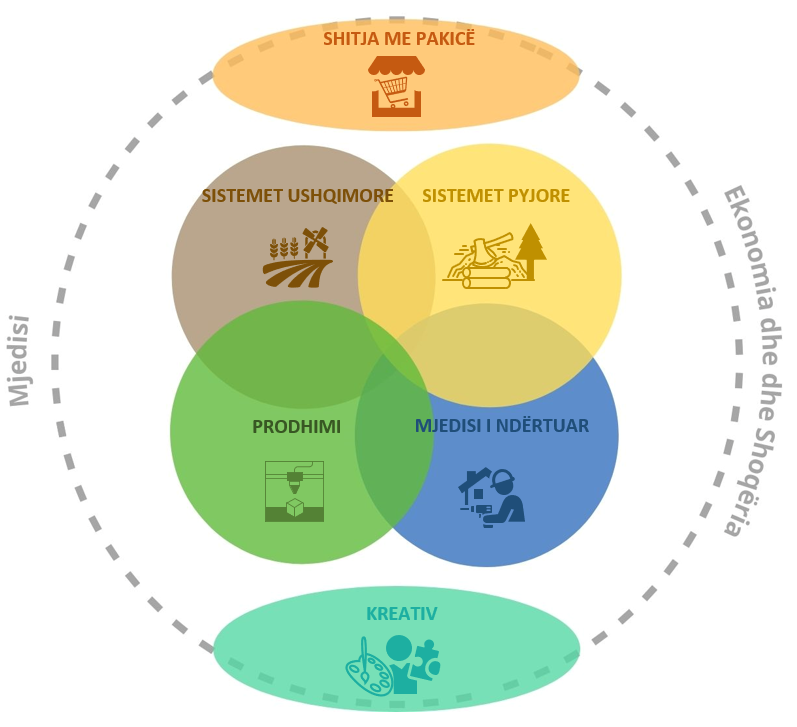 SHITJA ME PAKICË
SISTEMET USHQIMORE
SISTEMET PYJORE
Mjedisi
Ekonomia dhe dhe Shoqëria
PRODHIMI
MJEDISI I NDËRTUAR
KREATIV